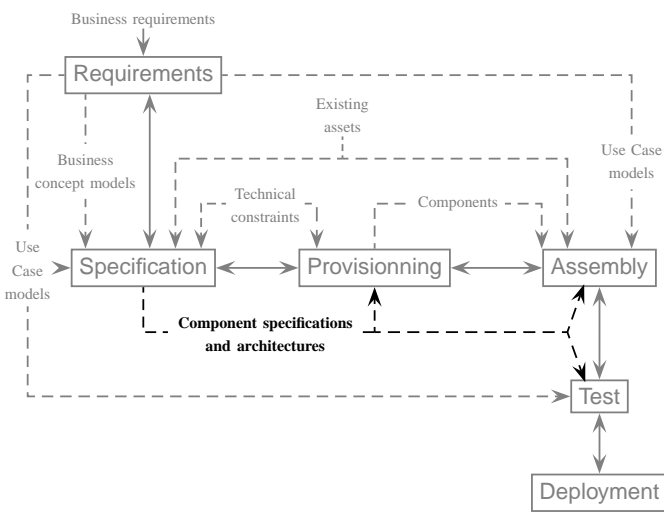 Business requirements
Requirements
Existing
assets
Business
concept models
Use Case
models
Technical
constraints
Components
Use
Case
models
Specification
Provisionning
Assembly
Component specifications
and architectures
Test
Deployment